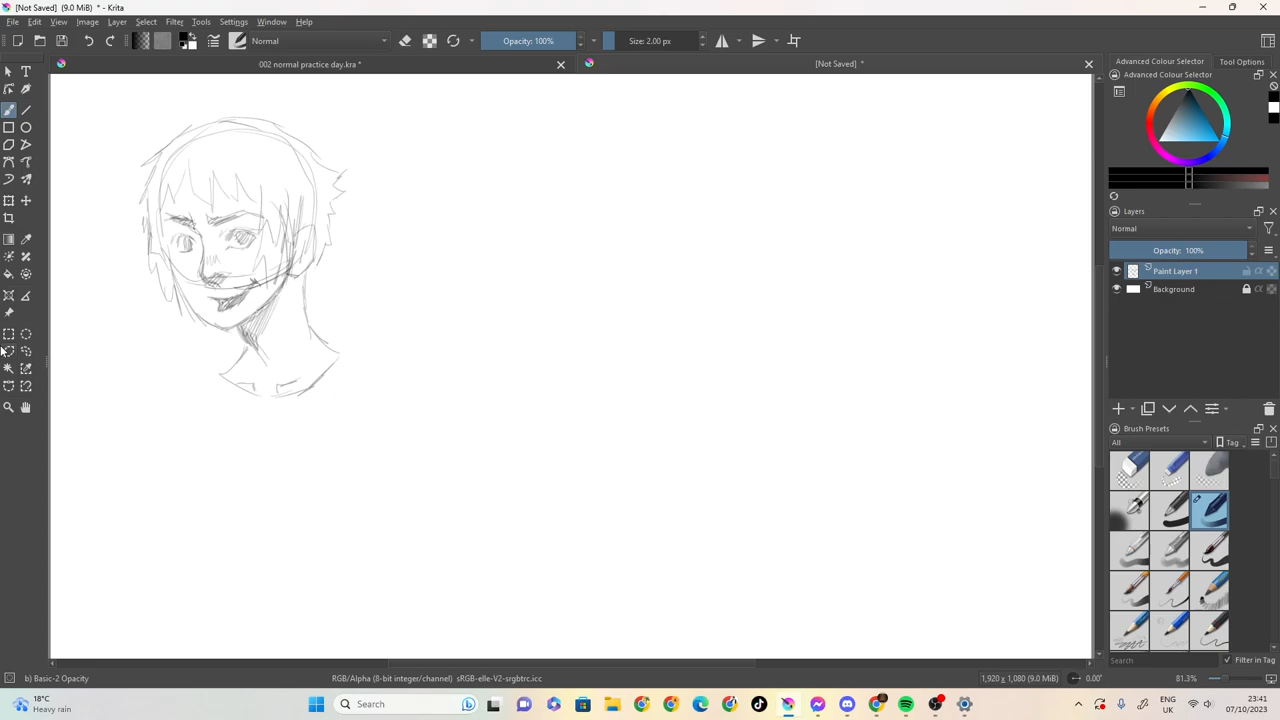 [Not Saved] (9.0 MiB) * - Krita
File Edit View Image Layer Select Filter Tools Settings Window Help
Normal Opacity: 100% Size: 2.00 px
002 normal practice day.kra * [Not Saved] *
Advanced Colour Selector Tool Options
Advanced Colour Selector
Layers
Normal
Opacity: 100%
Paint Layer 1
Background
Brush Presets
All Tag
Search Filter in Tag
b) Basic-2 Opacity RGB/Alpha (8-bit integer/channel) sRGB-elle-V2-srgbtrc.icc 1,920 x 1,080 (9.0 MiB) 0.00° 81.3%
18°C
Heavy rain
Search
ENG
UK
23:41
07/10/2023